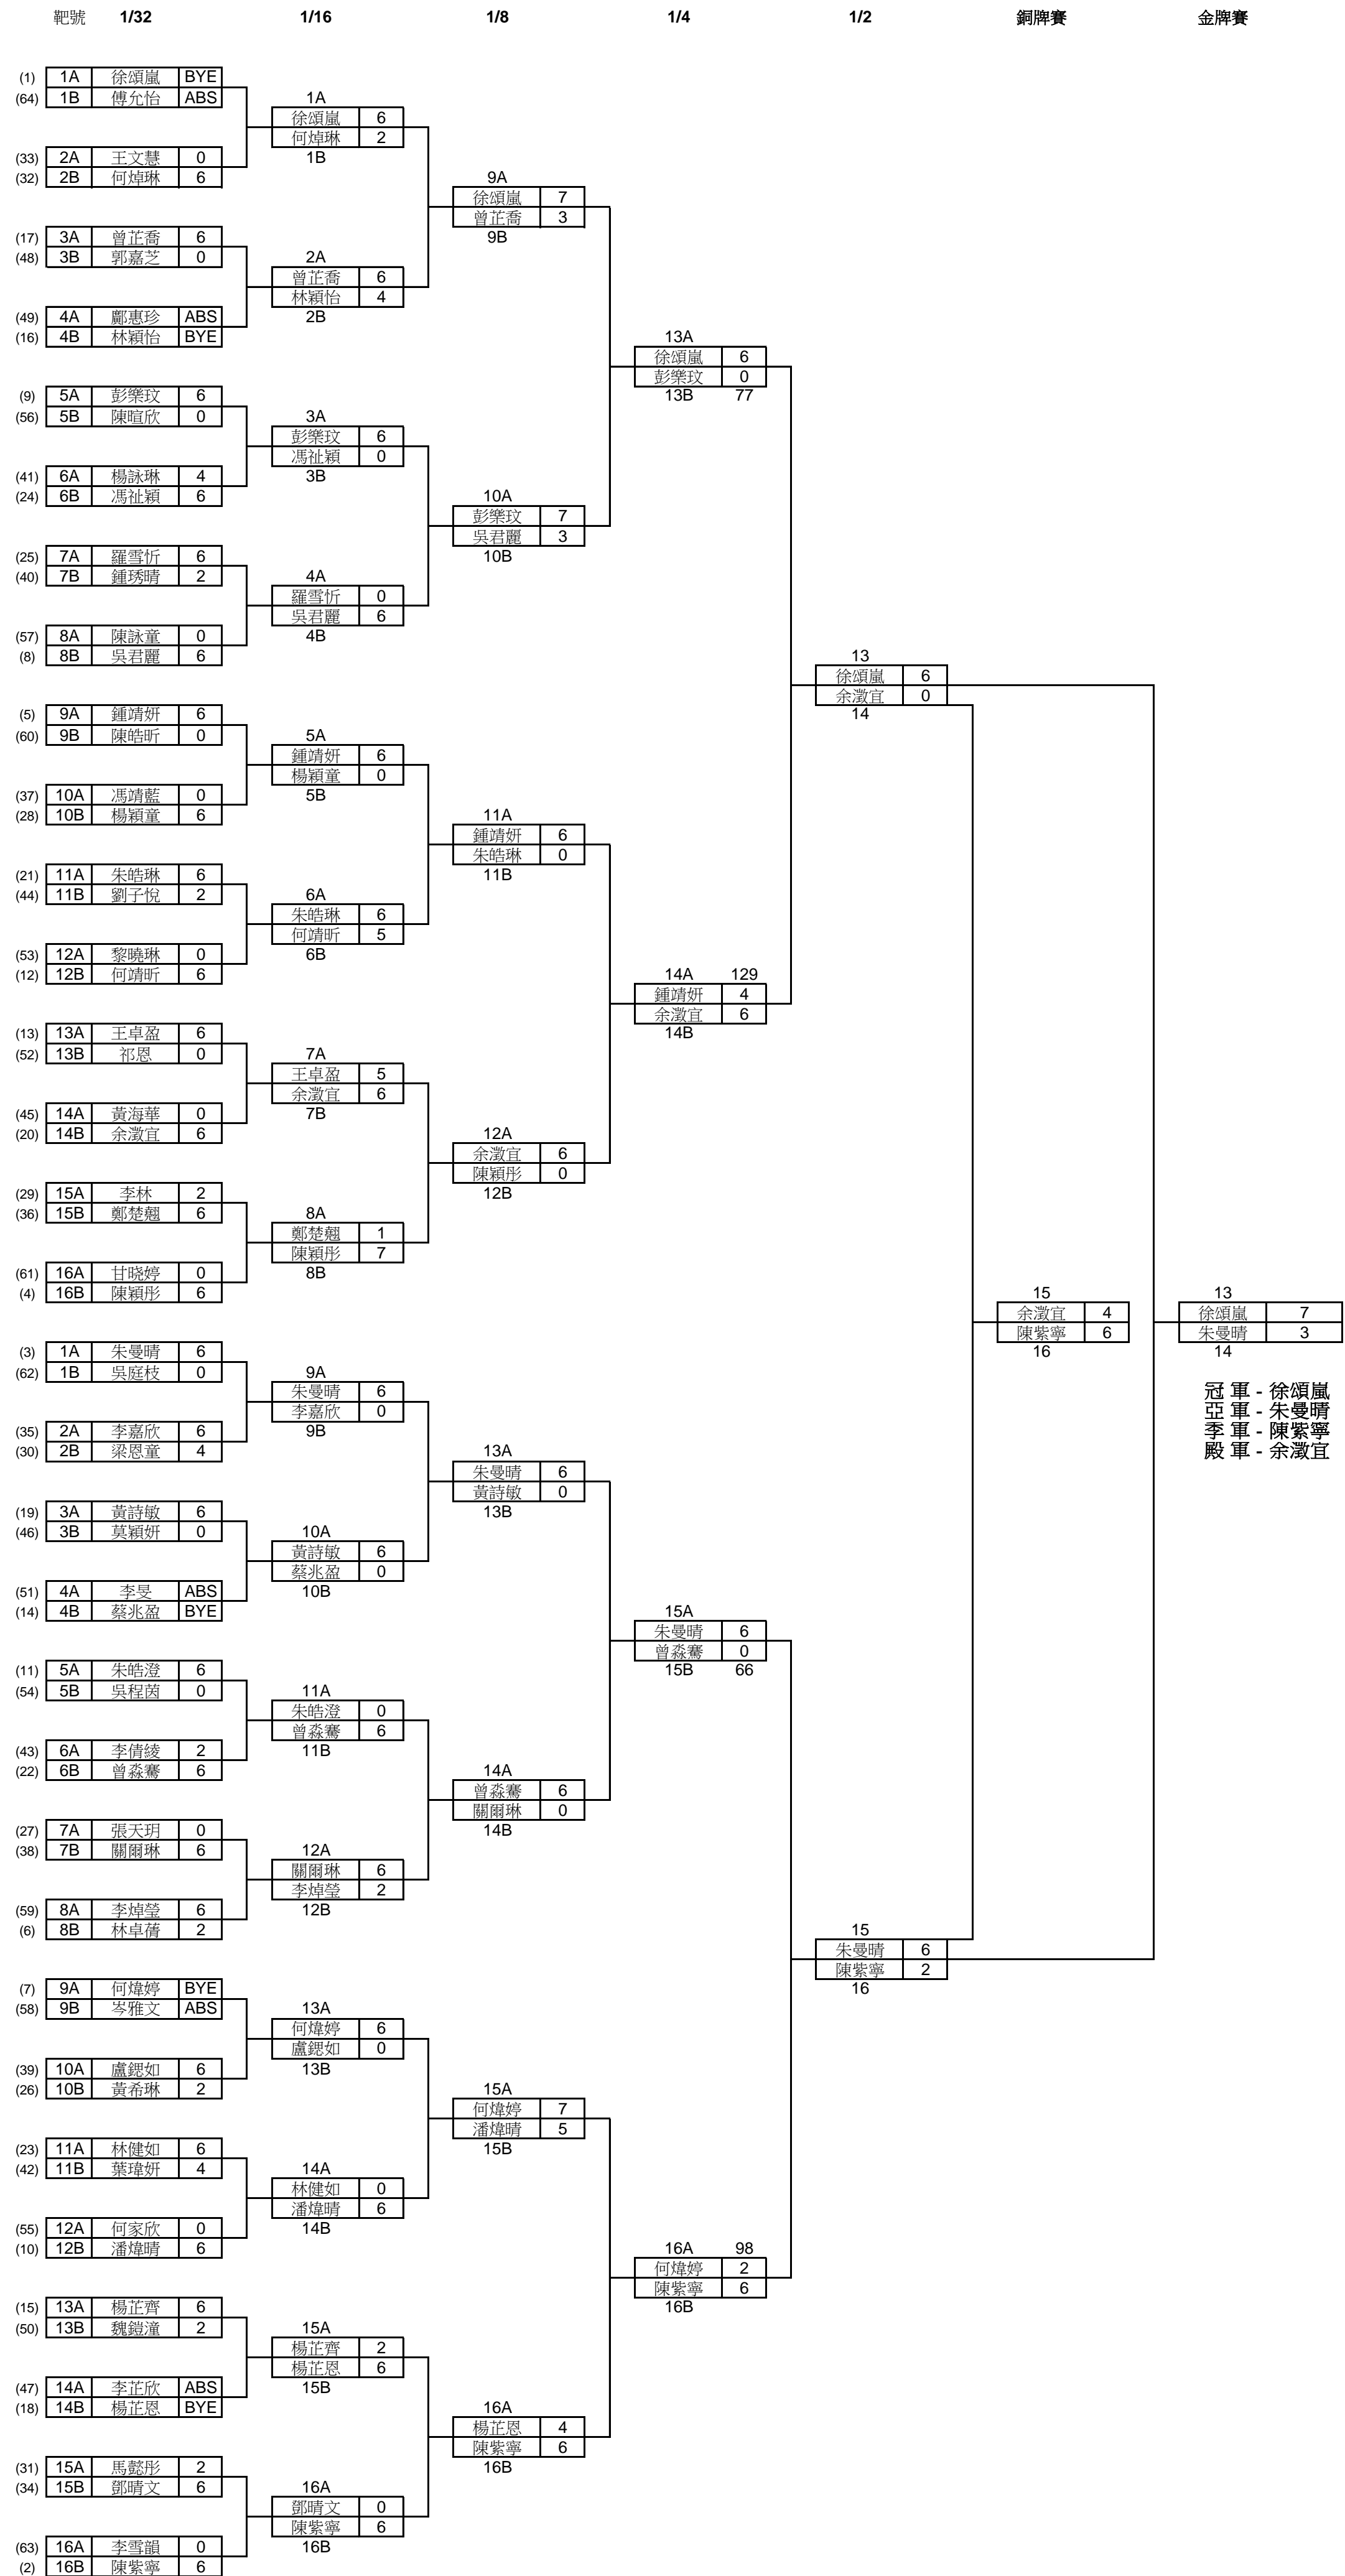 靶號 1/32 1/16 1/8 1/4 1/2 銅牌賽 金牌賽
(1) 1A 徐頌嵐 BYE
(64) 1B 傅允怡 ABS
1A
徐頌嵐 6
何焯琳 2
1B
(33) 2A 王文慧 0
(32) 2B 何焯琳 6
9A
徐頌嵐 7
曾芷喬 3
9B
(17) 3A 曾芷喬 6
(48) 3B 郭嘉芝 0
2A
曾芷喬 6
林穎怡 4
2B
(49) 4A 鄺惠珍 ABS
(16) 4B 林穎怡 BYE
13A
徐頌嵐 6
彭樂玟 0
13B 77
(9) 5A 彭樂玟 6
(56) 5B 陳暄欣 0
3A
彭樂玟 6
馮祉穎 0
3B
(41) 6A 楊詠琳 4
(24) 6B 馮祉穎 6
10A
彭樂玟 7
吳君麗 3
10B
(25) 7A 羅雪忻 6
(40) 7B 鍾琇晴 2
4A
羅雪忻 0
吳君麗 6
4B
(57) 8A 陳詠童 0
(8) 8B 吳君麗 6
13
徐頌嵐 6
余澂宜 0
14
(5) 9A 鍾靖妍 6
(60) 9B 陳皓昕 0
5A
鍾靖妍 6
楊穎童 0
5B
(37) 10A 馮靖藍 0
(28) 10B 楊穎童 6
11A
鍾靖妍 6
朱皓琳 0
11B
(21) 11A 朱皓琳 6
(44) 11B 劉子悅 2
6A
朱皓琳 6
何靖昕 5
6B
(53) 12A 黎曉琳 0
(12) 12B 何靖昕 6
14A 129
鍾靖妍 4
余澂宜 6
14B
(13) 13A 王卓盈 6
(52) 13B 祁恩 0
7A
王卓盈 5
余澂宜 6
7B
(45) 14A 黃海華 0
(20) 14B 余澂宜 6
12A
余澂宜 6
陳穎彤 0
12B
(29) 15A 李林 2
(36) 15B 鄭楚翹 6
8A
鄭楚翹 1
陳穎彤 7
8B
(61) 16A 甘晓婷 0
(4) 16B 陳穎彤 6
15
余澂宜 4
陳紫寧 6
16
13
徐頌嵐 7
朱曼晴 3
14
冠 軍 - 徐頌嵐
亞 軍 - 朱曼晴
季 軍 - 陳紫寧
殿 軍 - 余澂宜
(3) 1A 朱曼晴 6
(62) 1B 吳庭枝 0
9A
朱曼晴 6
李嘉欣 0
9B
(35) 2A 李嘉欣 6
(30) 2B 梁恩童 4
13A
朱曼晴 6
黃詩敏 0
13B
(19) 3A 黃詩敏 6
(46) 3B 莫穎妍 0
10A
黃詩敏 6
蔡兆盈 0
10B
(51) 4A 李旻 ABS
(14) 4B 蔡兆盈 BYE
15A
朱曼晴 6
曾淼騫 0
15B 66
(11) 5A 朱皓澄 6
(54) 5B 吳程茵 0
11A
朱皓澄 0
曾淼騫 6
11B
(43) 6A 李倩綾 2
(22) 6B 曾淼騫 6
14A
曾淼騫 6
關爾琳 0
14B
(27) 7A 張天玥 0
(38) 7B 關爾琳 6
12A
關爾琳 6
李焯瑩 2
12B
(59) 8A 李焯瑩 6
(6) 8B 林卓蒨 2
15
朱曼晴 6
陳紫寧 2
16
(7) 9A 何煒婷 BYE
(58) 9B 岑雅文 ABS
13A
何煒婷 6
盧鍶如 0
13B
(39) 10A 盧鍶如 6
(26) 10B 黃希琳 2
15A
何煒婷 7
潘煒晴 5
15B
(23) 11A 林健如 6
(42) 11B 葉瑋妍 4
14A
林健如 0
潘煒晴 6
14B
(55) 12A 何家欣 0
(10) 12B 潘煒晴 6
16A 98
何煒婷 2
陳紫寧 6
16B
(15) 13A 楊芷齊 6
(50) 13B 魏鎧潼 2
15A
楊芷齊 2
楊芷恩 6
15B
(47) 14A 李芷欣 ABS
(18) 14B 楊芷恩 BYE
16A
楊芷恩 4
陳紫寧 6
16B
(31) 15A 馬懿彤 2
(34) 15B 鄧晴文 6
16A
鄧晴文 0
陳紫寧 6
16B
(63) 16A 李雪韻 0
(2) 16B 陳紫寧 6